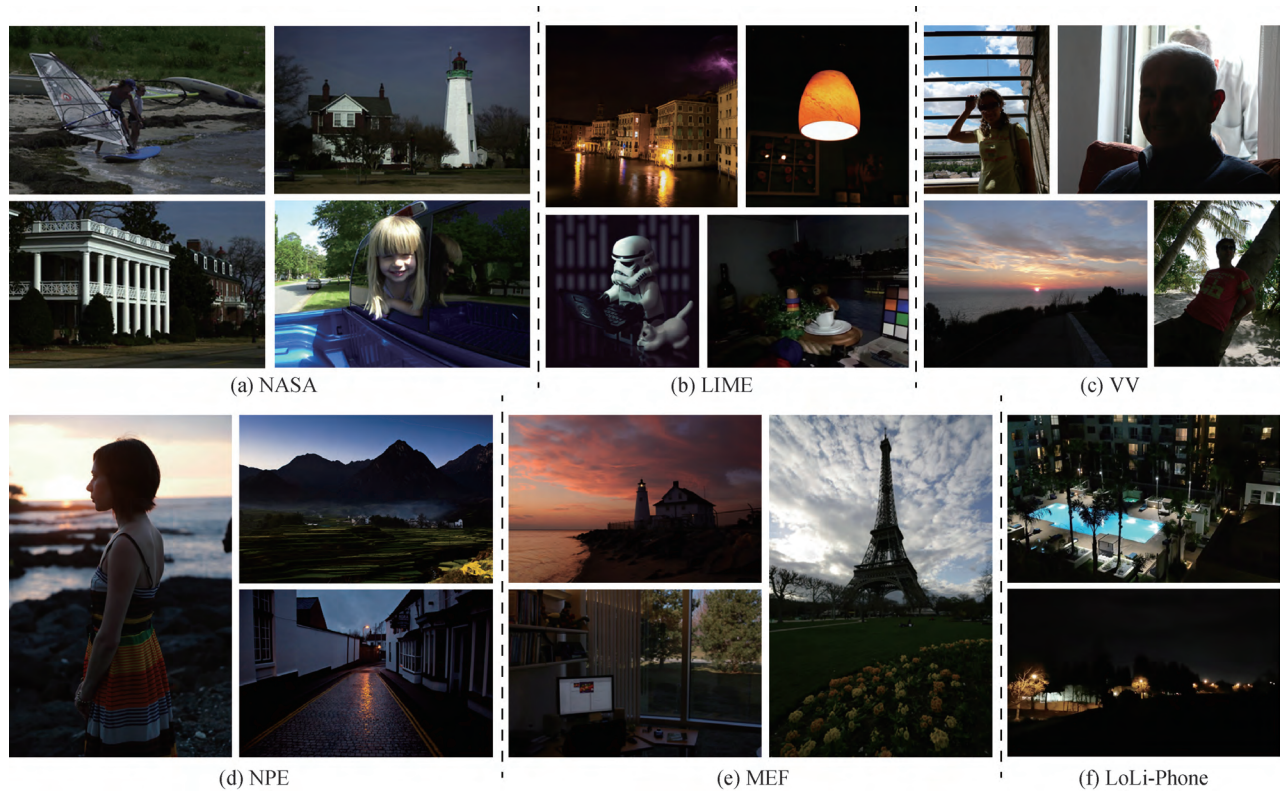 (a) NASA
(b) LIME
(c) VV
(d) NPE
(e) MEF
(f) LoLi-Phone